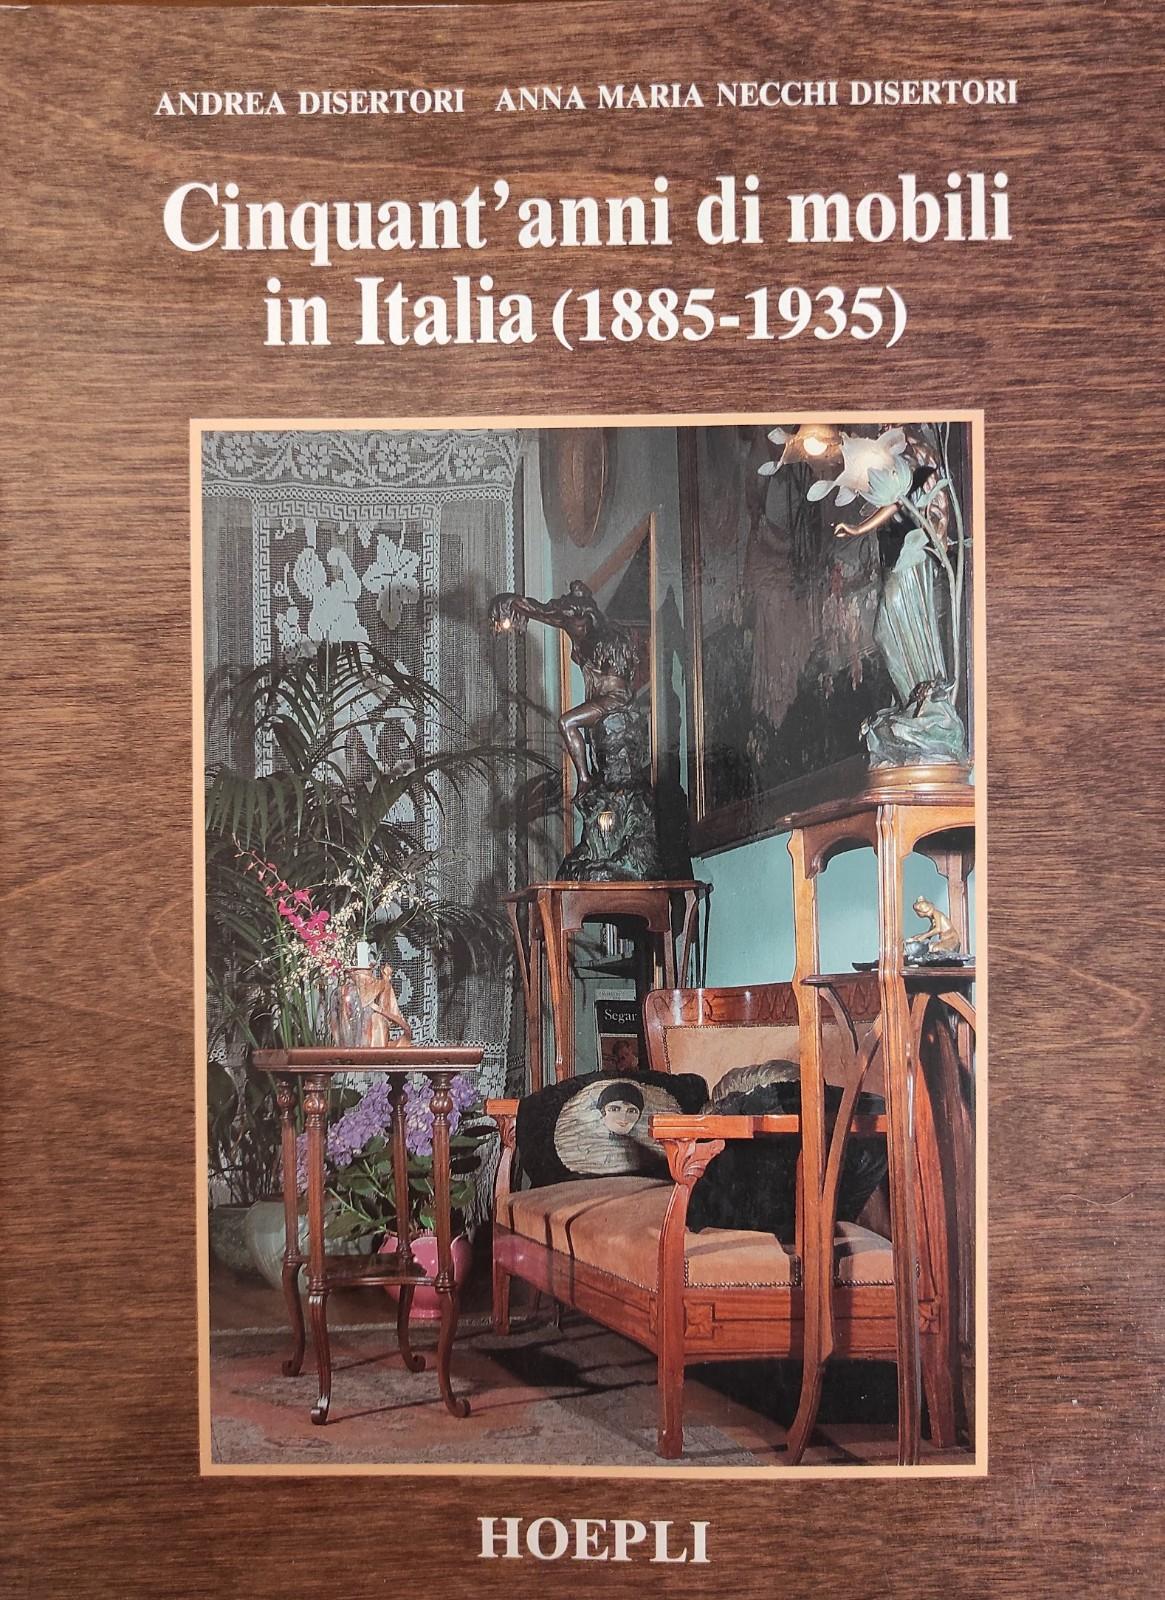 ANDREA DISERTORI ANNA MARIA NECCHI DISERTORI
Cinquant'anni di mobili
in Italia (1885-1935)
Segar
HOEPLI